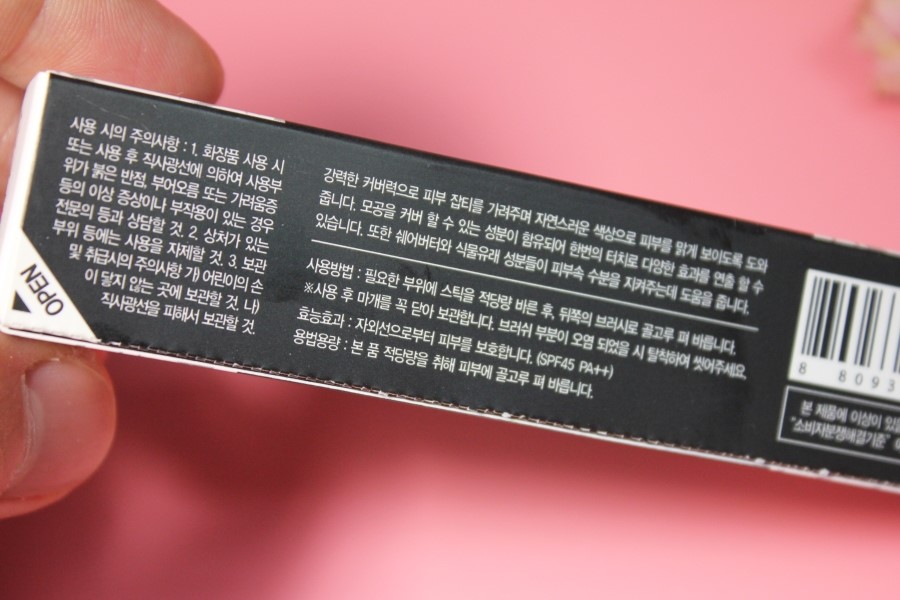 사용 시의 주의사항 : 1. 화장품 사용 시
또는 사용 후 직사광선에 의하여 사용부
위가 붉은 반점, 부어오름 또는 가려움증
등의 이상 증상이나 부작용이 있는 경우
전문의 등과 상담할 것. 2. 상처가 있는
부위 등에는 사용을 자제할 것. 3. 보관
및 취급시의 주의사항 가) 어린이의 손
이 닿지 않는 곳에 보관할 것. 나)
직사광선을 피해서 보관할 것.
OPEN
강력한 커버력으로 피부 잡티를 가려주며 자연스러운 색상으로 피부를 맑게 보이도록 도와
줍니다. 모공을 커버 할 수 있는 성분이 함유되어 한번의 터치로 다양한 효과를 연출 할 수
있습니다. 또한 쉐어버터와 식물유래 성분들이 피부속 수분을 지켜주는데 도움을 줍니다.
사용방법 : 필요한 부위에 스틱을 적당량 바른 후, 뒤쪽의 브러시로 골고루 펴 바릅니다.
※사용 후 마개를 꼭 닫아 보관합니다. 브러쉬 부분이 오염 되었을 시 탈착하여 씻어주세요.
효능효과 : 자외선으로부터 피부를 보호합니다. (SPF45 PA++)
용법용량 : 본 품 적당량을 취해 피부에 골고루 펴 바릅니다.
8 8093
본 제품에 이상이 있을
"소비자분쟁해결기준"